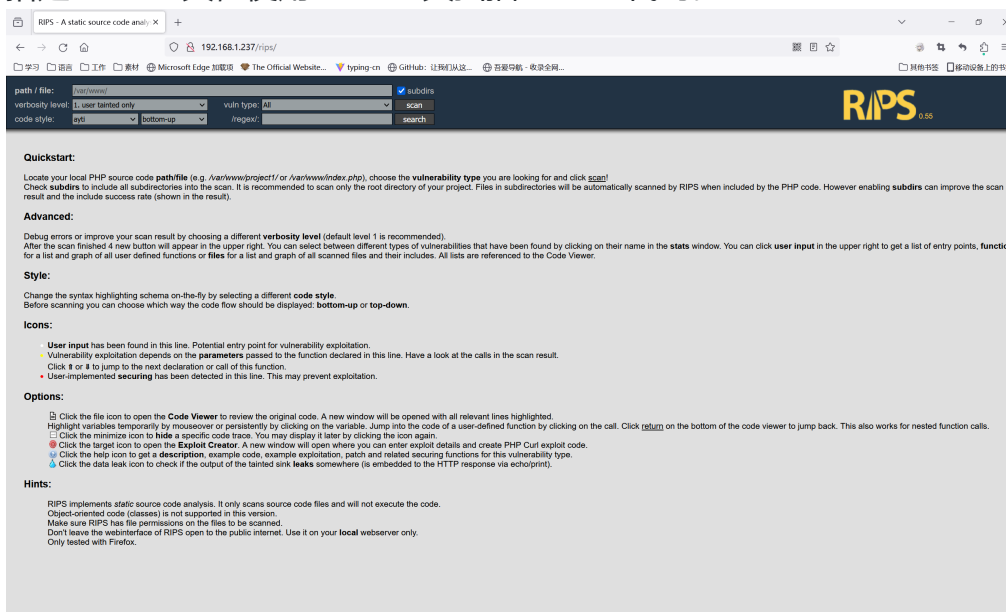 RIPS - A static source code analy
192.168.1.237/rips/
学习 语言 工作 素材 Microsoft Edge 加载项 The Official Website... typing-cn GitHub: 让我们从这... 吾爱导航 - 收录全网... 其他书签 移动设备上的书
path / file: /var/www/ subdirs
verbosity level: 1. user tainted only vuln type: All scan
code style: ayti bottom-up /regex/: search
RIPS 0.55
Quickstart:
Locate your local PHP source code path/file (e.g. /var/www/project1/ or /var/www/index.php), choose the vulnerability type you are looking for and click scan!
Check subdirs to include all subdirectories into the scan. It is recommended to scan only the root directory of your project. Files in subdirectories will be automatically scanned by RIPS when included by the PHP code. However enabling subdirs can improve the scan
result and the include success rate (shown in the result).
Advanced:
Debug errors or improve your scan result by choosing a different verbosity level (default level 1 is recommended).
After the scan finished 4 new button will appear in the upper right. You can select between different types of vulnerabilities that have been found by clicking on their name in the stats window. You can click user input in the upper right to get a list of entry points, functio
for a list and graph of all user defined functions or files for a list and graph of all scanned files and their includes. All lists are referenced to the Code Viewer.
Style:
Change the syntax highlighting schema on-the-fly by selecting a different code style.
Before scanning you can choose which way the code flow should be displayed: bottom-up or top-down.
Icons:
User input has been found in this line. Potential entry point for vulnerability exploitation.
Vulnerability exploitation depends on the parameters passed to the function declared in this line. Have a look at the calls in the scan result.
Click ⇑ or ⇓ to jump to the next declaration or call of this function.
User-implemented securing has been detected in this line. This may prevent exploitation.
Options:
Click the file icon to open the Code Viewer to review the original code. A new window will be opened with all relevant lines highlighted.
Highlight variables temporarily by mouseover or persistently by clicking on the variable. Jump into the code of a user-defined function by clicking on the call. Click return on the bottom of the code viewer to jump back. This also works for nested function calls.
Click the minimize icon to hide a specific code trace. You may display it later by clicking the icon again.
Click the target icon to open the Exploit Creator. A new window will open where you can enter exploit details and create PHP Curl exploit code.
Click the help icon to get a description, example code, example exploitation, patch and related securing functions for this vulnerability type.
Click the data leak icon to check if the output of the tainted sink leaks somewhere (is embedded to the HTTP response via echo/print).
Hints:
RIPS implements static source code analysis. It only scans source code files and will not execute the code.
Object-oriented code (classes) is not supported in this version.
Make sure RIPS has file permissions on the files to be scanned.
Don't leave the webinterface of RIPS open to the public internet. Use it on your local webserver only.
Only tested with Firefox.